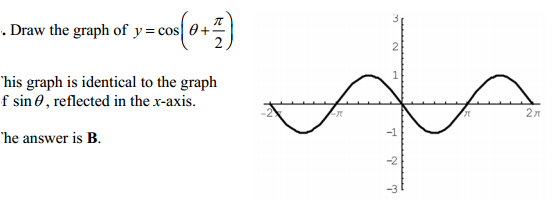 . Draw the graph of y = cos(θ + π/2)
'his graph is identical to the graph
f sin θ, reflected in the x-axis.
'he answer is B.
3
2
1
-2π -π π 2π
-1
-2
-3